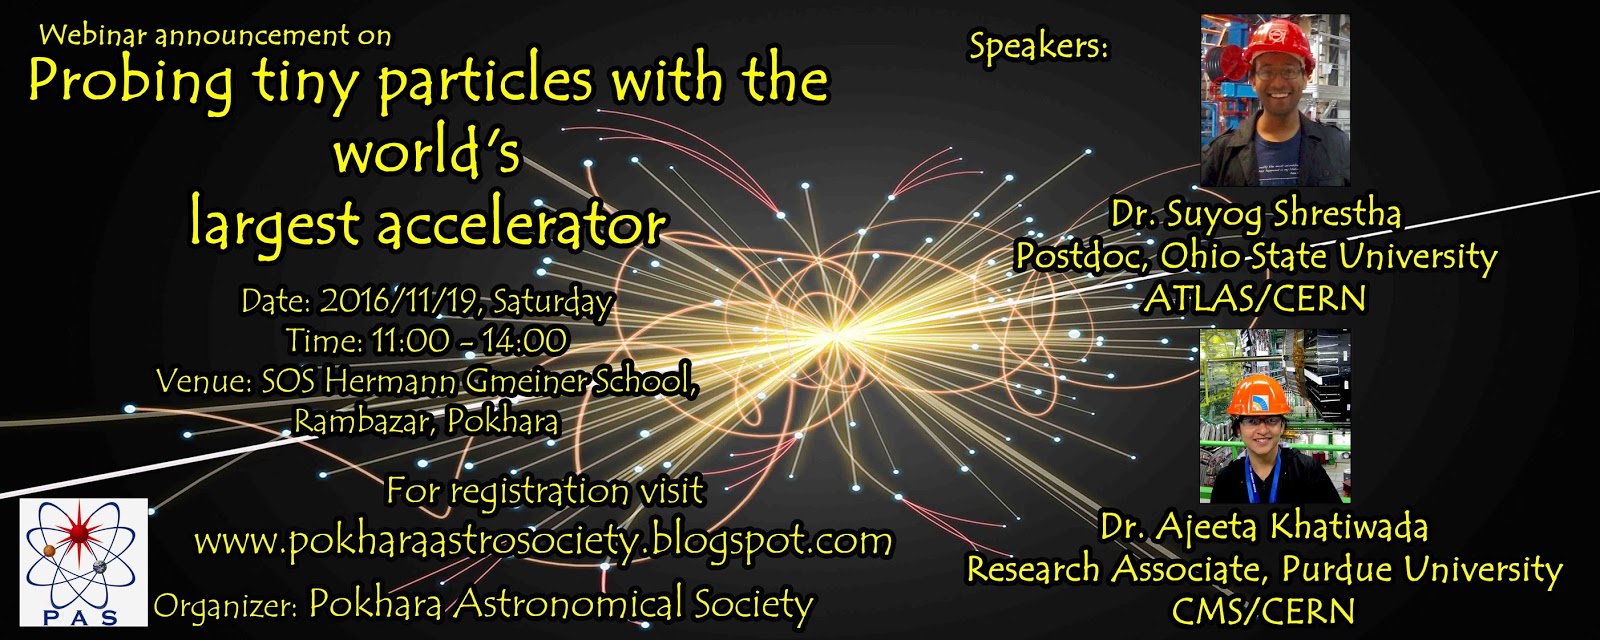 Webinar announcement on
Probing tiny particles with the
world's
largest accelerator
Date: 2016/11/19, Saturday
Time: 11:00 - 14:00
Venue: SOS Hermann Gmeiner School,
Rambazar, Pokhara
For registration visit
www.pokharaastrosociety.blogspot.com
Organizer: Pokhara Astronomical Society
PAS
Speakers:
Dr. Suyog Shrestha
Postdoc, Ohio State University
ATLAS/CERN
Dr. Ajeeta Khatiwada
Research Associate, Purdue University
CMS/CERN